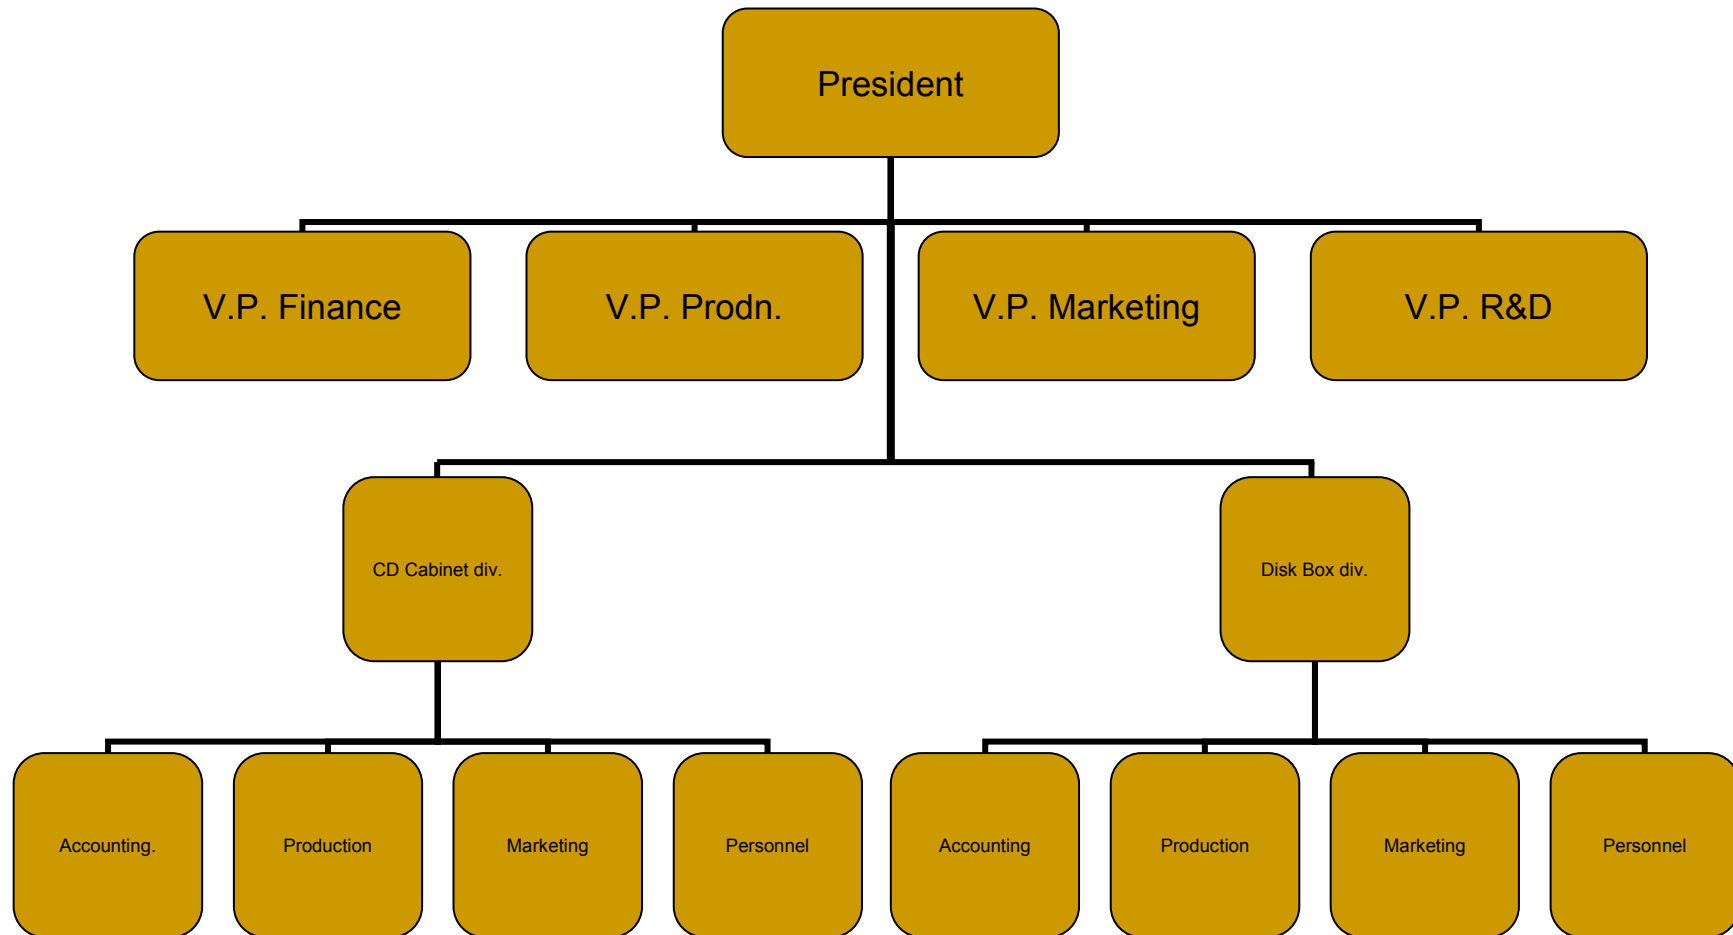 President
V.P. Finance
V.P. Prodn.
V.P. Marketing
V.P. R&D
CD Cabinet div.
Disk Box div.
Accounting.
Production
Marketing
Personnel
Accounting
Production
Marketing
Personnel